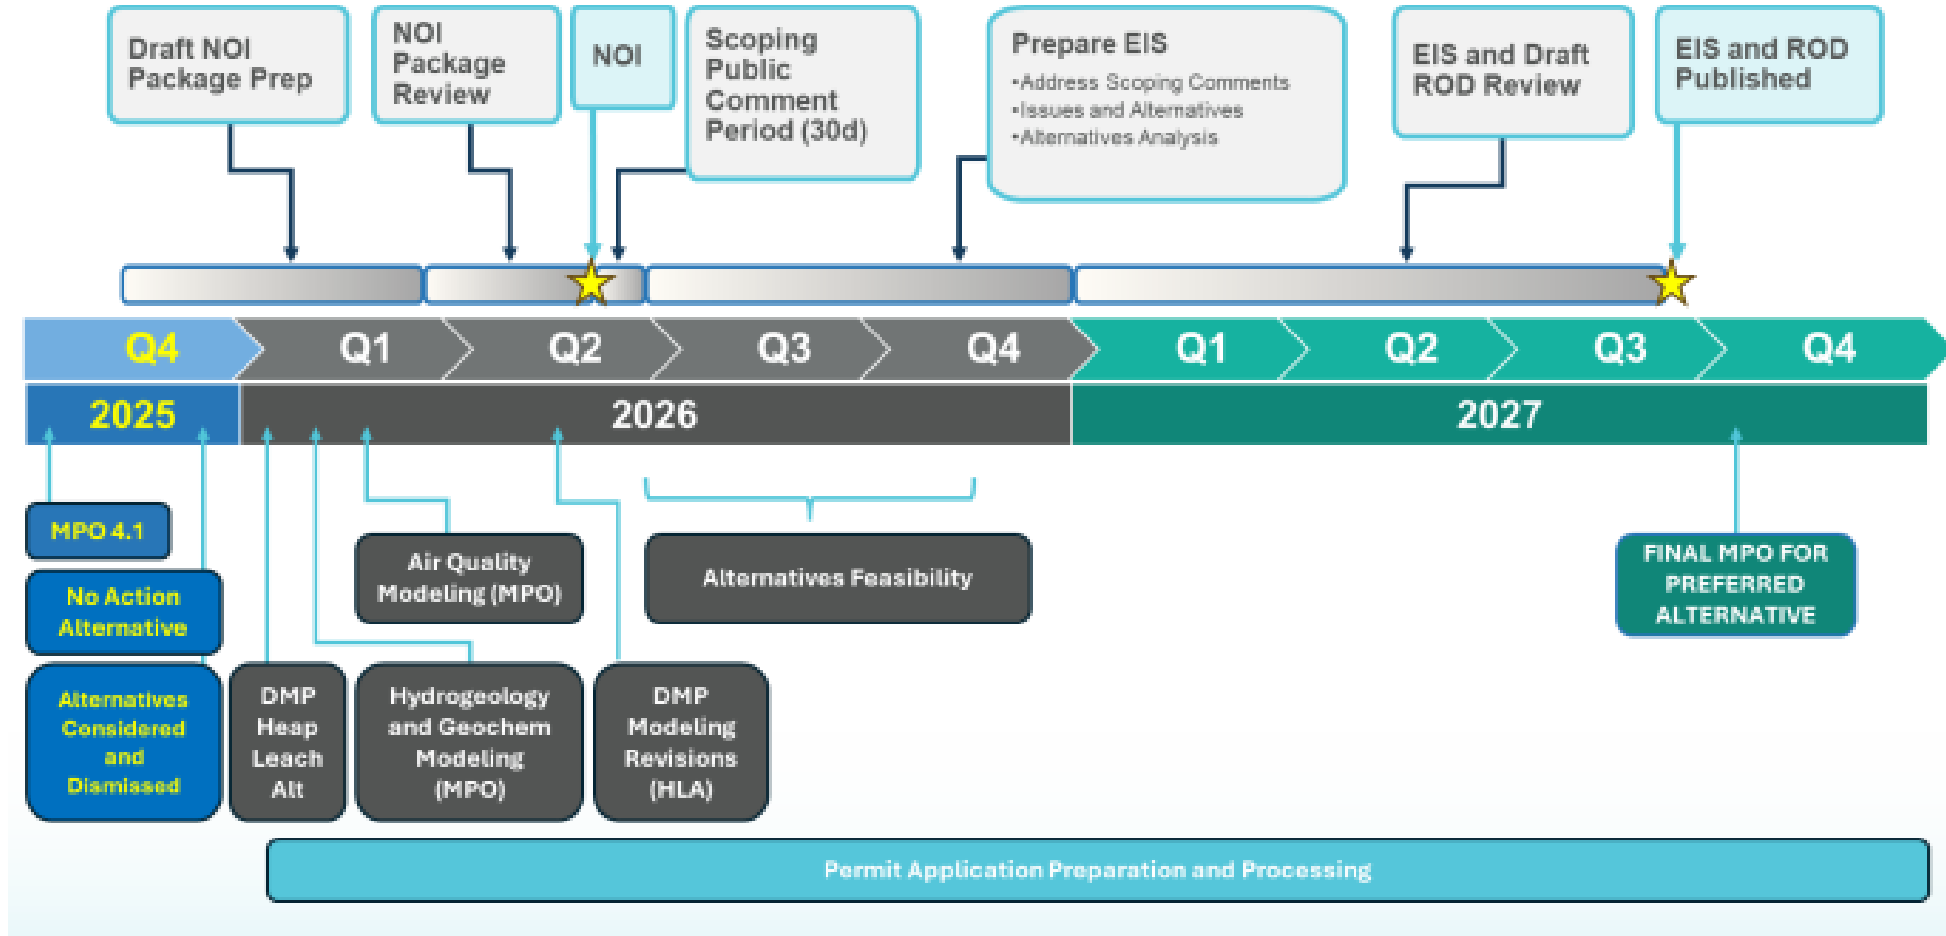 Draft NOI
Package Prep
NOI
Package
Review
NOI
Scoping
Public
Comment
Period (30d)
Prepare EIS
•Address Scoping Comments
•Issues and Alternatives
•Alternatives Analysis
EIS and Draft
ROD Review
EIS and ROD
Published
Q4
Q1
Q2
Q3
Q4
Q1
Q2
Q3
Q4
2025
2026
2027
MPO 4.1
No Action
Alternative
Alternatives
Considered
and
Dismissed
DMP
Heap
Leach
Alt
Air Quality
Modeling (MPO)
Hydrogeology
and Geochem
Modeling
(MPO)
DMP
Modeling
Revisions
(HLA)
Alternatives Feasibility
FINAL MPO FOR
PREFERRED
ALTERNATIVE
Permit Application Preparation and Processing